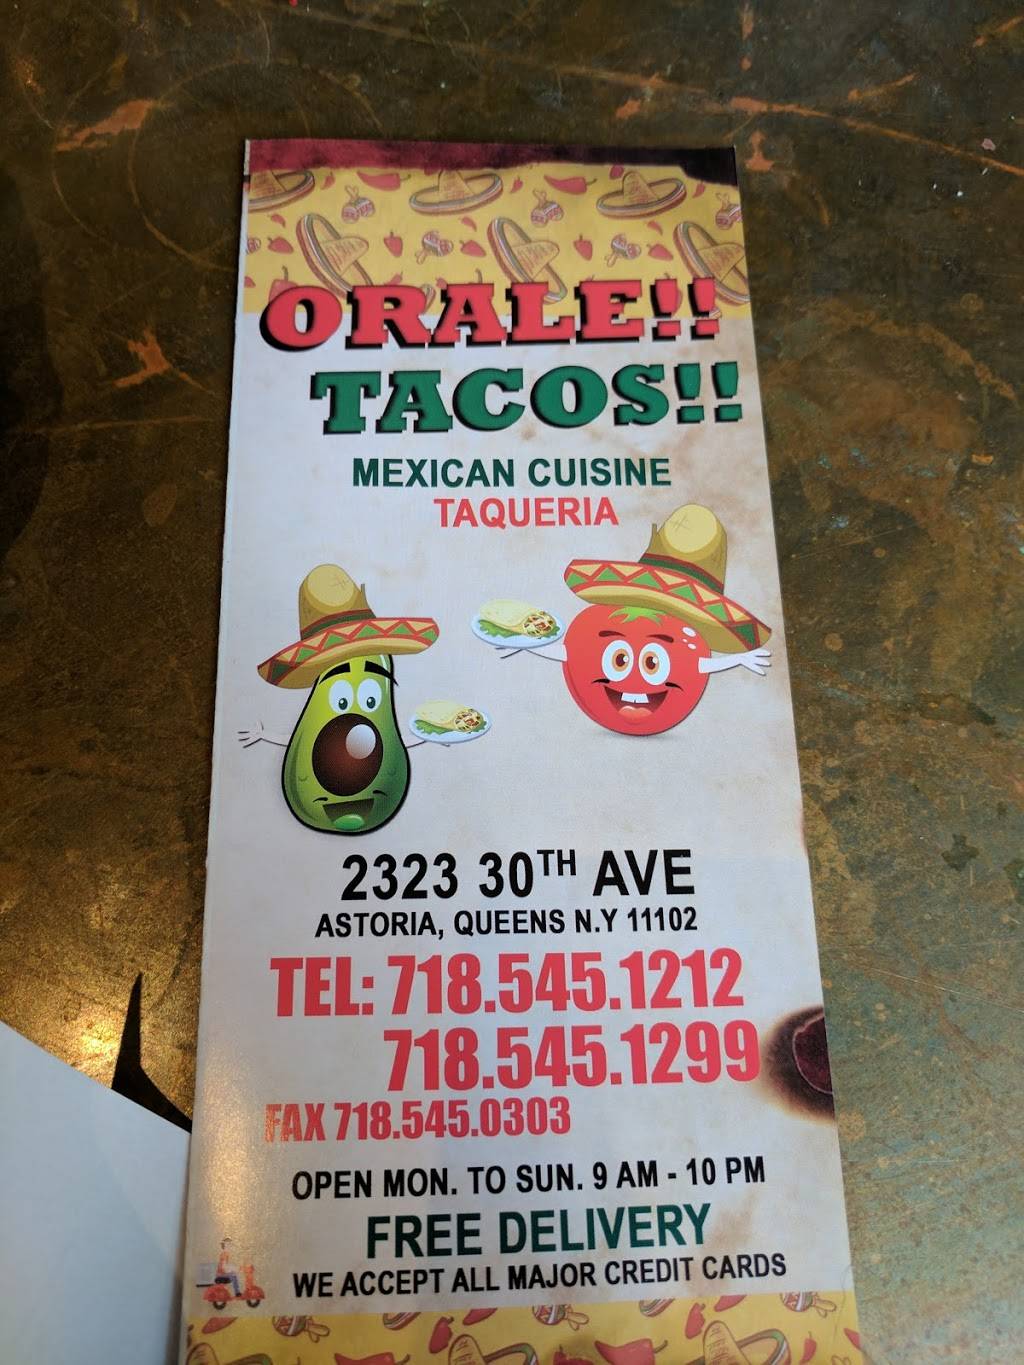 ORALE!!
TACOS!!
MEXICAN CUISINE
TAQUERIA
2323 30TH AVE
ASTORIA, QUEENS N.Y 11102
TEL: 718.545.1212
718.545.1299
FAX 718.545.0303
OPEN MON. TO SUN. 9 AM - 10 PM
FREE DELIVERY
WE ACCEPT ALL MAJOR CREDIT CARDS